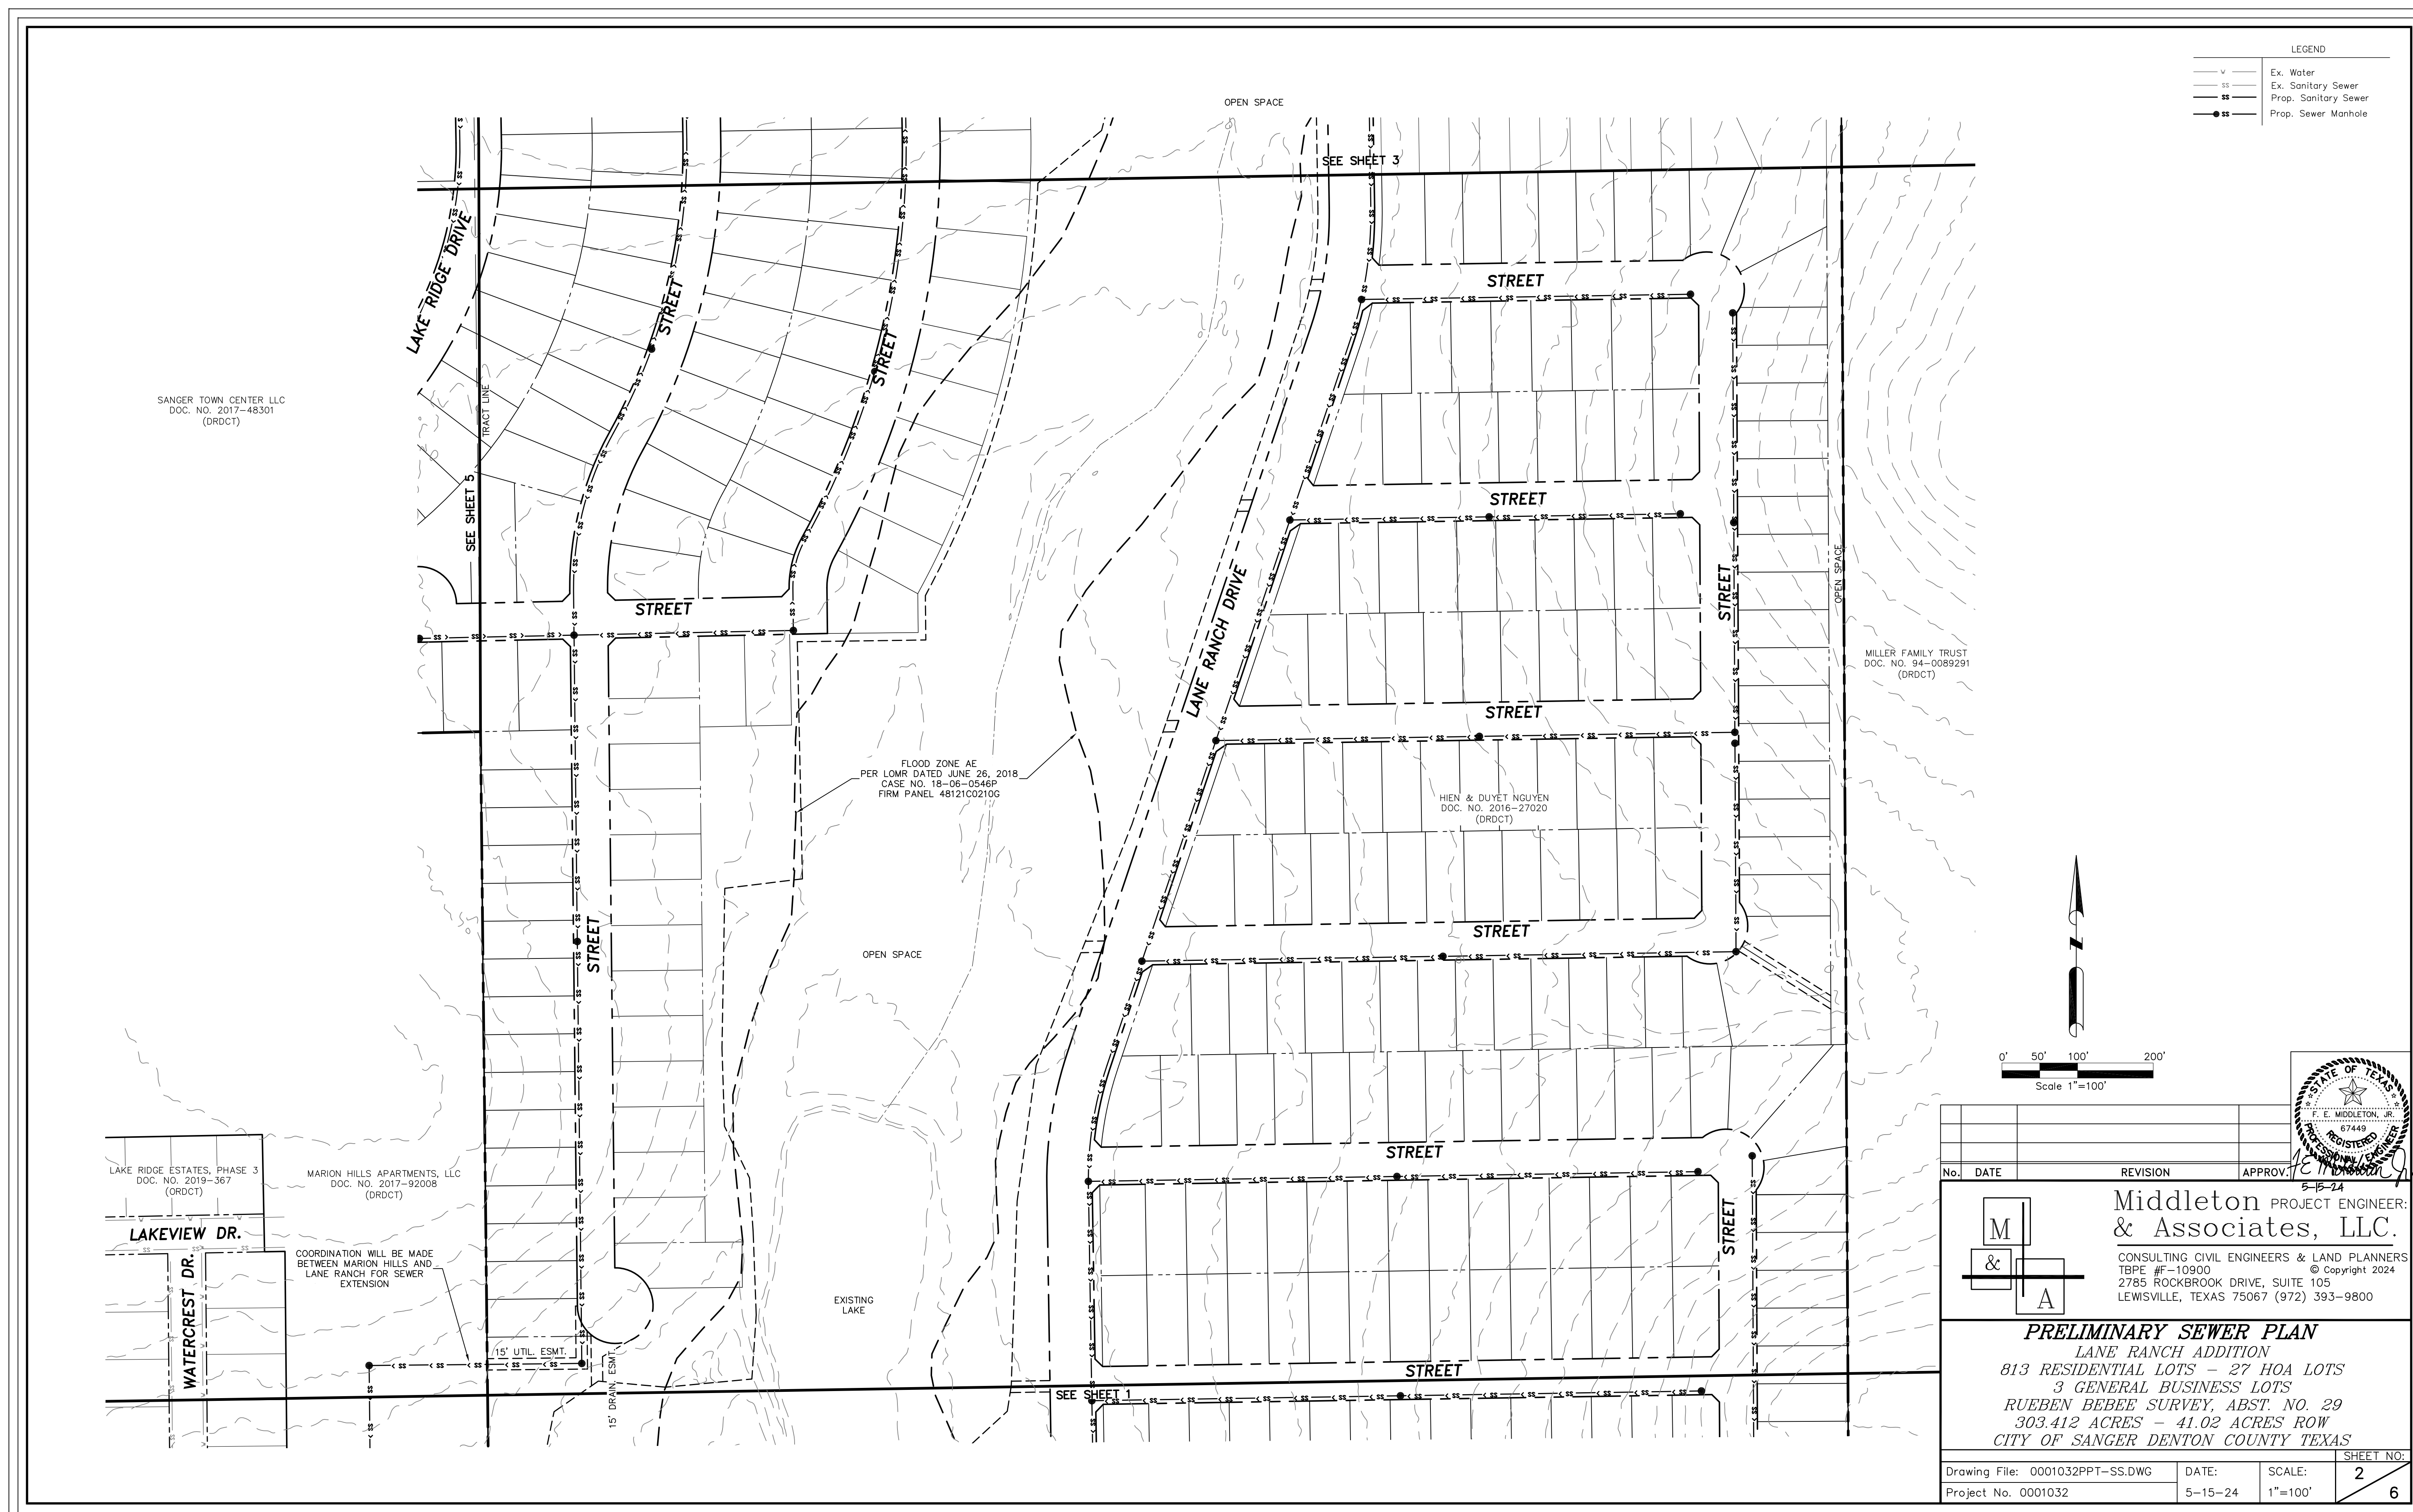 LEGEND
W Ex. Water
SS Ex. Sanitary Sewer
SS Prop. Sanitary Sewer
SS Prop. Sewer Manhole
OPEN SPACE
SEE SHEET 3
LAKE RIDGE DRIVE
STREET
STREET
STREET
TRACT LINE
SEE SHEET 5
SANGER TOWN CENTER LLC
DOC. NO. 2017-48301
(DRDCT)
STREET
STREET
LANE RANCH DRIVE
STREET
OPEN SPACE
STREET
MILLER FAMILY TRUST
DOC. NO. 94-0089291
(DRDCT)
FLOOD ZONE AE
PER LOMR DATED JUNE 26, 2018
CASE NO. 18-06-0546P
FIRM PANEL 48121C0210G
HIEN & DUYET NGUYEN
DOC. NO. 2016-27020
(DRDCT)
STREET
STREET
OPEN SPACE
STREET
LAKE RIDGE ESTATES, PHASE 3
DOC. NO. 2019-367
(ORDCT)
MARION HILLS APARTMENTS, LLC
DOC. NO. 2017-92008
(DRDCT)
LAKEVIEW DR.
WATERCREST DR.
COORDINATION WILL BE MADE
BETWEEN MARION HILLS AND
LANE RANCH FOR SEWER
EXTENSION
EXISTING
LAKE
STREET
15' UTIL. ESMT.
15' DRAIN. ESMT.
STREET
SEE SHEET 1
0' 50' 100' 200'
Scale 1"=100'
STATE OF TEXAS
F. E. MIDDLETON, JR.
67449
REGISTERED
PROFESSIONAL ENGINEER
5-15-24
No. DATE REVISION APPROV.
M & A
Middleton PROJECT ENGINEER:
& Associates, LLC.
CONSULTING CIVIL ENGINEERS & LAND PLANNERS
TBPE #F-10900 © Copyright 2024
2785 ROCKBROOK DRIVE, SUITE 105
LEWISVILLE, TEXAS 75067 (972) 393-9800
PRELIMINARY SEWER PLAN
LANE RANCH ADDITION
813 RESIDENTIAL LOTS - 27 HOA LOTS
3 GENERAL BUSINESS LOTS
RUEBEN BEBEE SURVEY, ABST. NO. 29
303.412 ACRES - 41.02 ACRES ROW
CITY OF SANGER DENTON COUNTY TEXAS
SHEET NO:
Drawing File: 0001032PPT-SS.DWG DATE: SCALE: 2
Project No. 0001032 5-15-24 1"=100' 6